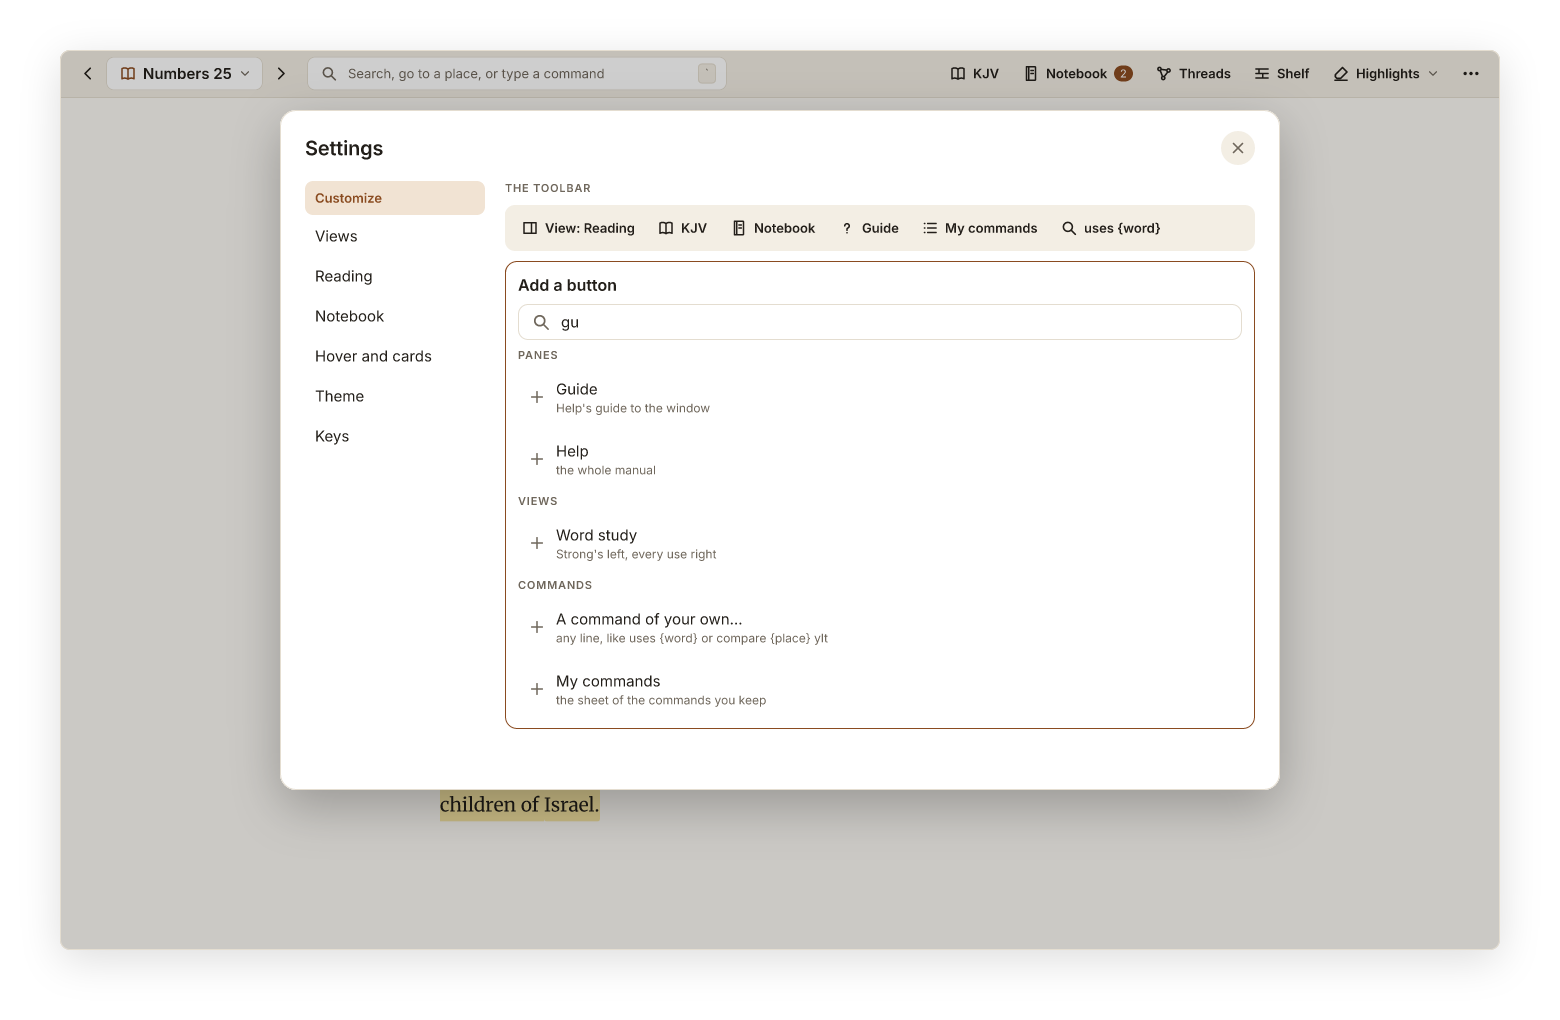 Numbers 25
Search, go to a place, or type a command
KJV
Notebook 2
Threads
Shelf
Highlights
Settings
Customize
Views
Reading
Notebook
Hover and cards
Theme
Keys
THE TOOLBAR
View: Reading
KJV
Notebook
? Guide
My commands
uses {word}
Add a button
gu
PANES
Guide
Help's guide to the window
Help
the whole manual
VIEWS
Word study
Strong's left, every use right
COMMANDS
A command of your own...
any line, like uses {word} or compare {place} ylt
My commands
the sheet of the commands you keep
children of Israel.